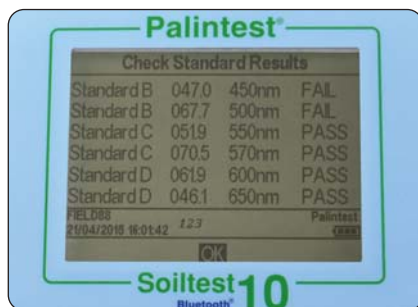 Palintest®
Check Standard Results
Standard B 047.0 450nm FAIL
Standard B 067.7 500nm FAIL
Standard C 051.9 550nm PASS
Standard C 070.5 570nm PASS
Standard D 061.9 600nm PASS
Standard D 046.1 650nm PASS
FIELD88 Palintest
21/04/2016 16:01:42 123
OK
Soiltest 10
Bluetooth®